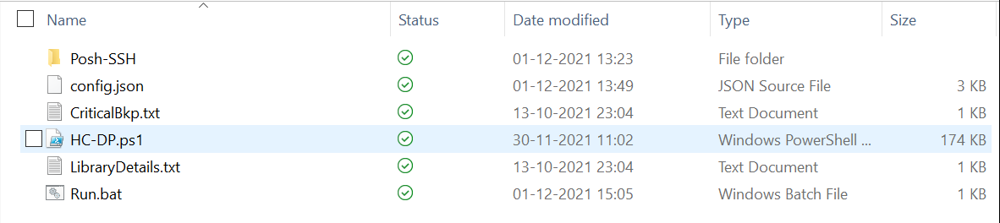 Name Status Date modified Type Size
Posh-SSH 01-12-2021 13:23 File folder
config.json 01-12-2021 13:49 JSON Source File 3 KB
CriticalBkp.txt 13-10-2021 23:04 Text Document 1 KB
HC-DP.ps1 30-11-2021 11:02 Windows PowerShell ... 174 KB
LibraryDetails.txt 13-10-2021 23:04 Text Document 1 KB
Run.bat 01-12-2021 15:05 Windows Batch File 1 KB